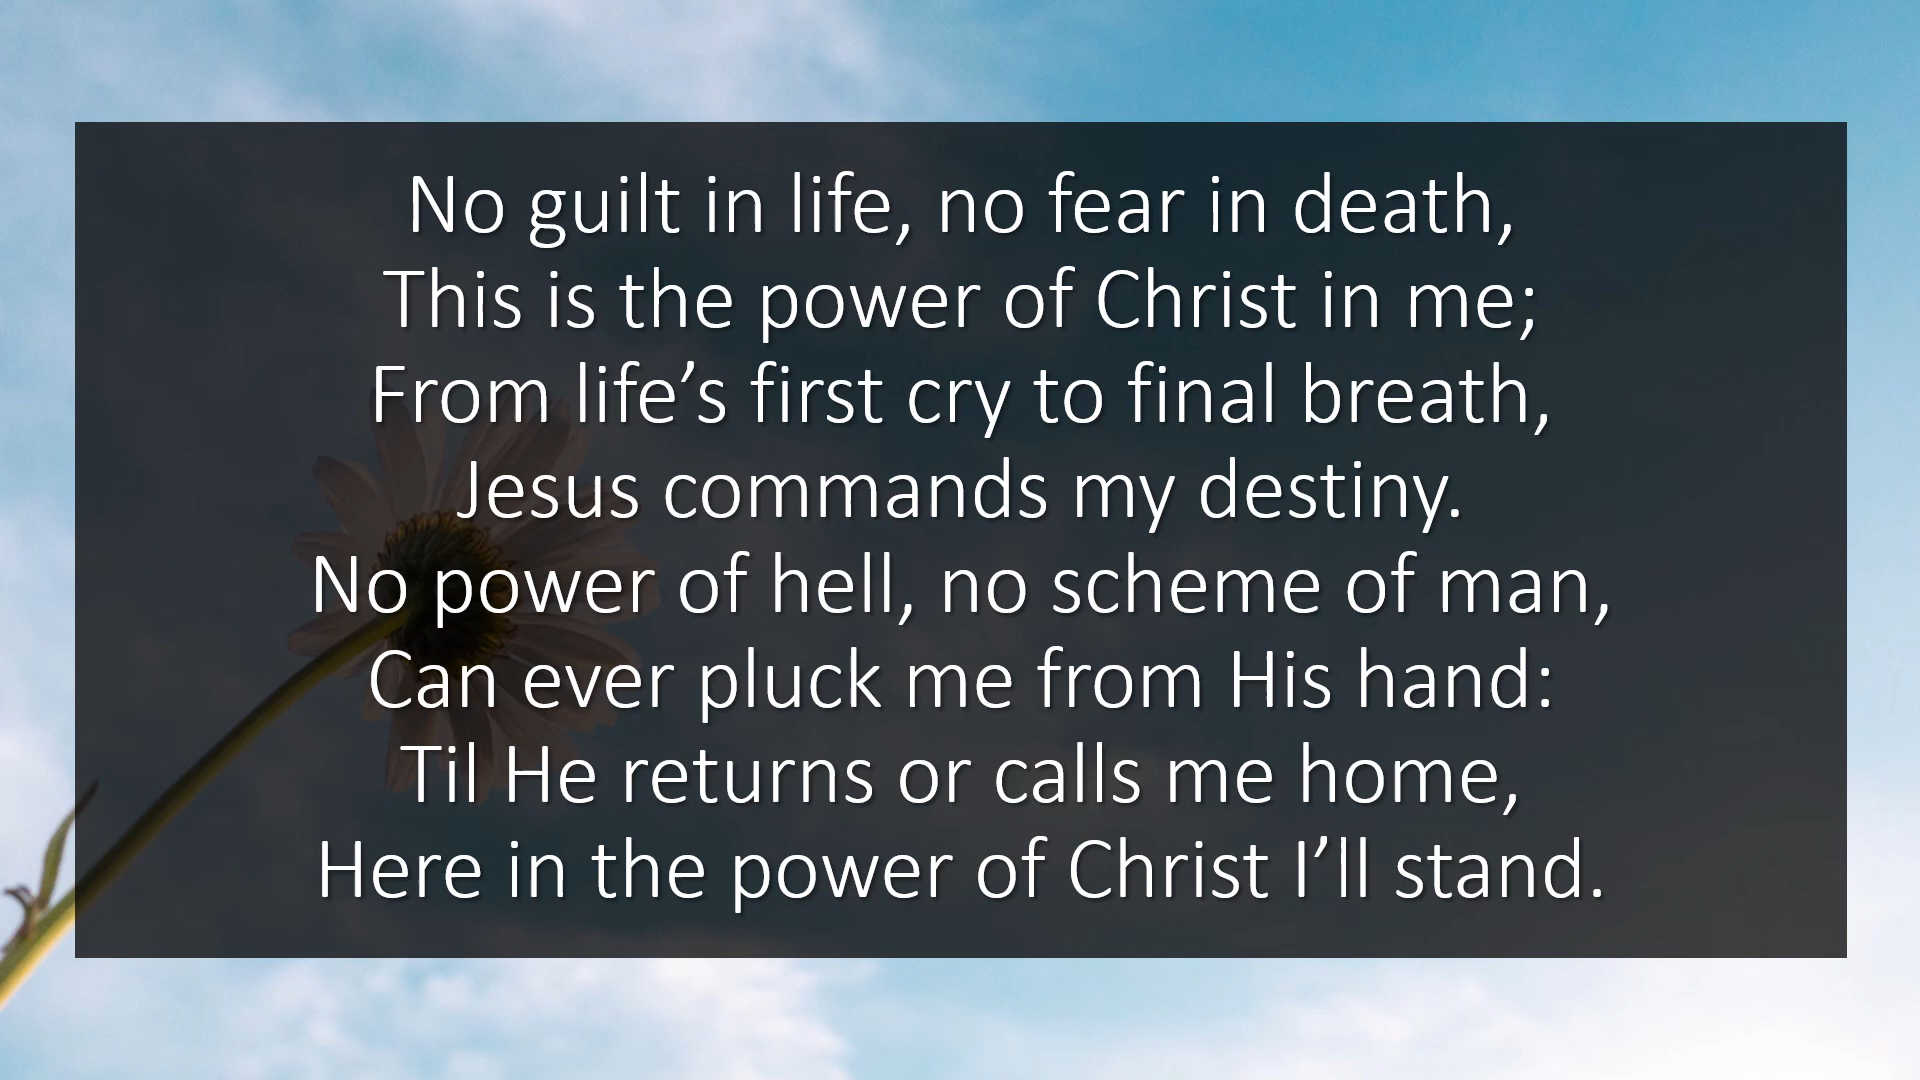 No guilt in life, no fear in death,
This is the power of Christ in me;
From life’s first cry to final breath,
Jesus commands my destiny.
No power of hell, no scheme of man,
Can ever pluck me from His hand:
Til He returns or calls me home,
Here in the power of Christ I’ll stand.